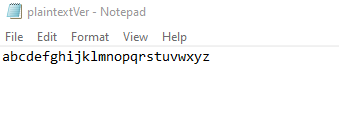 plaintextVer - Notepad
File Edit Format View Help
abcdefghijklmnopqrstuvwxyz